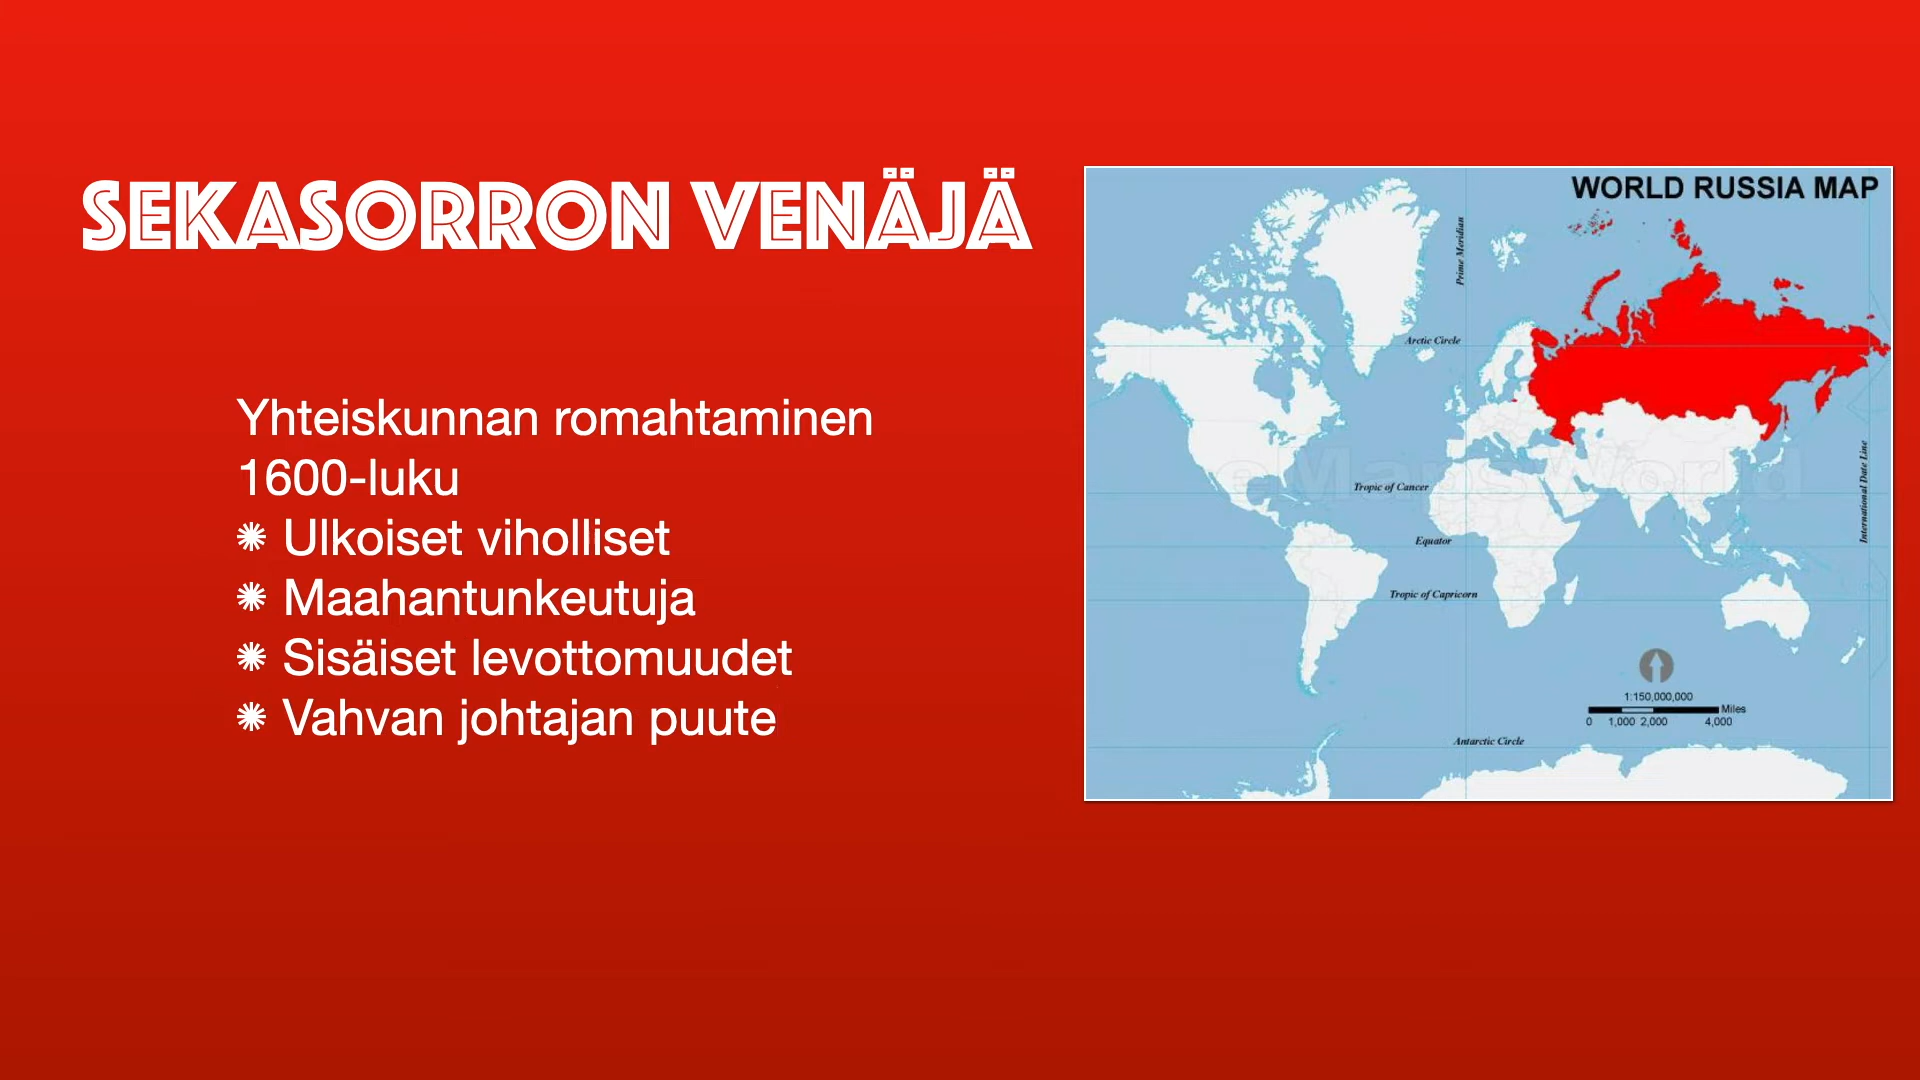 SEKASORRON VENÄJÄ
Yhteiskunnan romahtaminen
1600-luku
✺ Ulkoiset viholliset
✺ Maahantunkeutuja
✺ Sisäiset levottomuudet
✺ Vahvan johtajan puute
WORLD RUSSIA MAP
Prime Meridian
Arctic Circle
eMapsWorld
Tropic of Cancer
International Date Line
Equator
Tropic of Capricorn
1:150,000,000
Miles
0 1,000 2,000 4,000
Antarctic Circle